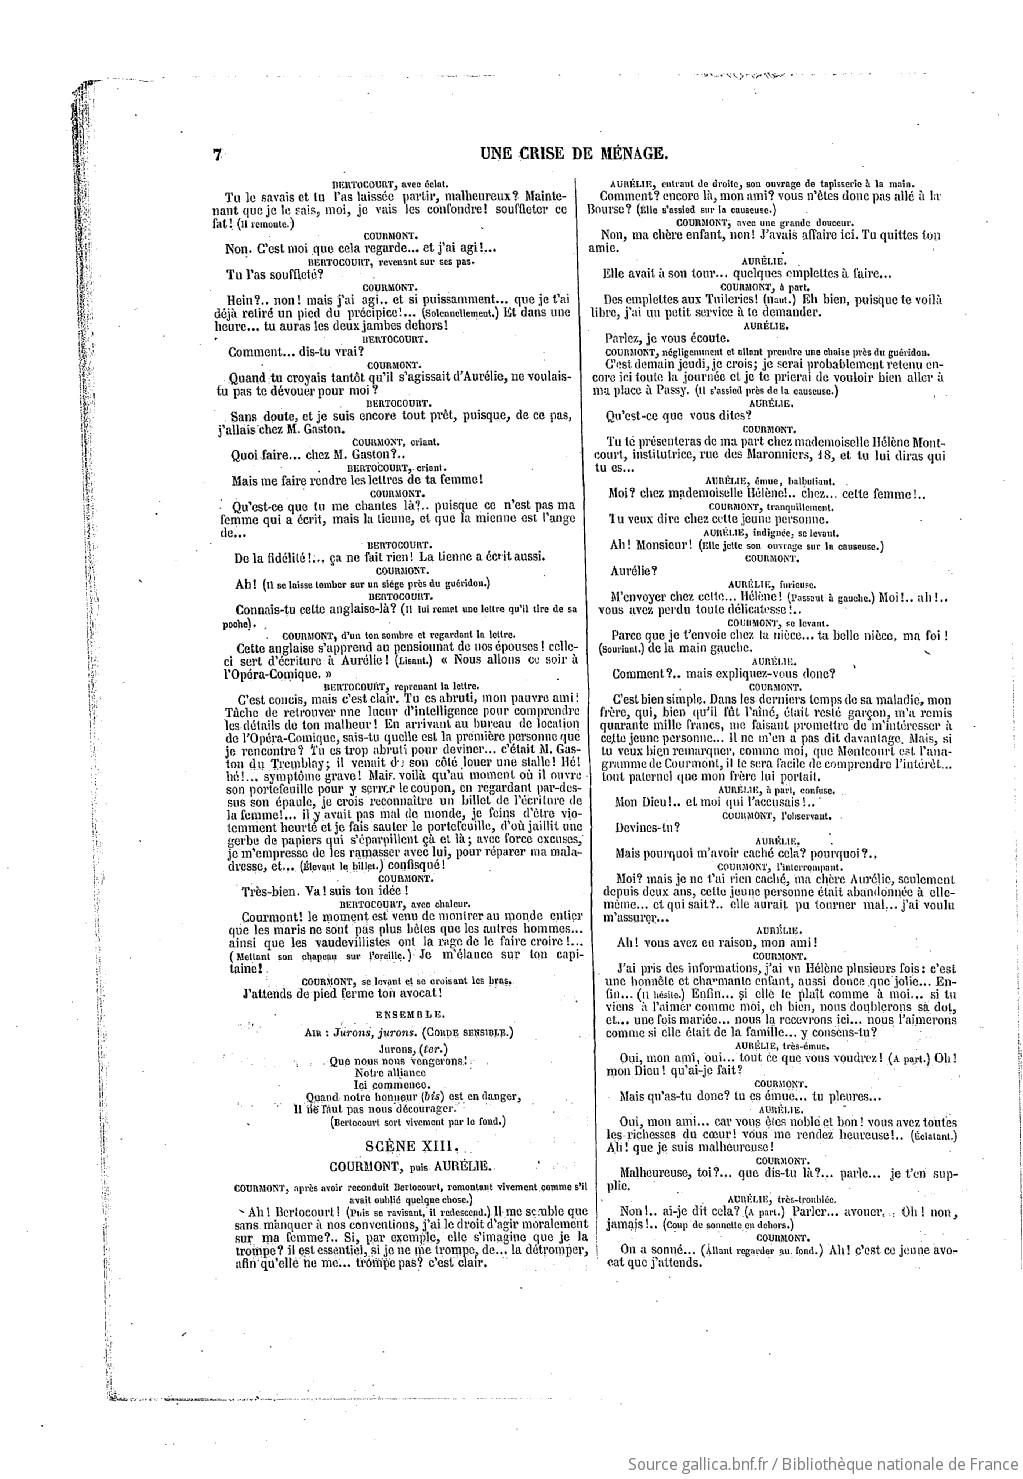 7
UNE CRISE DE MÉNAGE.
BERTOCOURT, avec éclat.
Tu le savais et tu l'as laissée partir, malheureux? Mainte-
nant que je le sais, moi, je vais les confondre! souffleter ce
fat! (Il remonte.)
COURMONT.
Non. C'est moi que cela regarde... et j'ai agi!...
BERTOCOURT, revenant sur ses pas.
Tu l'as souffleté?
COURMONT.
Hein?.. non! mais j'ai agi.. et si puissamment... que je t'ai
déjà retiré un pied du précipice!... (Solennellement.) Et dans une
heure... tu auras les deux jambes dehors!
BERTOCOURT.
Comment... dis-tu vrai?
COURMONT.
Quand tu croyais tantôt qu'il s'agissait d'Aurélie, ne voulais-
tu pas te dévouer pour moi?
BERTOCOURT.
Sans doute, et je suis encore tout prêt, puisque, de ce pas,
j'allais chez M. Gaston.
COURMONT, criant.
Quoi faire... chez M. Gaston?..
BERTOCOURT, criant.
Mais me faire rendre les lettres de ta femme!
COURMONT.
Qu'est-ce que tu me chantes là?.. puisque ce n'est pas ma
femme qui a écrit, mais la tienne, et que la mienne est l'ange
de...
BERTOCOURT.
De la fidélité!... ça ne fait rien! La tienne a écrit aussi.
COURMONT.
Ah! (Il se laisse tomber sur un siége près du guéridon.)
BERTOCOURT.
Connais-tu cette anglaise-là? (Il lui remet une lettre qu'il tire de sa
poche).
COURMONT, d'un ton sombre et regardant la lettre.
Cette anglaise s'apprend au pensionnat de nos épouses! celle-
ci sert d'écriture à Aurélie! (Lisant.) « Nous allons ce soir à
l'Opéra-Comique. »
BERTOCOURT, reprenant la lettre.
C'est concis, mais c'est clair. Tu es abruti, mon pauvre ami!
Tâche de retrouver une lueur d'intelligence pour comprendre
les détails de ton malheur! En arrivant au bureau de location
de l'Opéra-Comique, sais-tu quelle est la première personne que
je rencontre? Tu es trop abruti pour deviner... c'était M. Gas-
ton du Tremblay; il venait de son côté louer une stalle! Hé!
hé!... symptôme grave! Mais voilà qu'au moment où il ouvre
son portefeuille pour y serrer le coupon, en regardant par-des-
sus son épaule, je crois reconnaître un billet de l'écriture de
la femme!... il y avait pas mal de monde, je feins d'être vio-
temment heurté et je fais sauter le portefeuille, d'où jaillit une
gerbe de papiers qui s'éparpillent çà et là; avec force excuses,
je m'empresse de les ramasser avec lui, pour réparer ma mala-
dresse, et... (Élevant le billet.) confisqué!
COURMONT.
Très-bien. Va! suis ton idée!
BERTOCOURT, avec chaleur.
Courmont! le moment est venu de montrer au monde entier
que les maris ne sont pas plus bêtes que les autres hommes...
ainsi que les vaudevillistes ont la rage de le faire croire!...
(Mettant son chapeau sur l'oreille.) Je m'élance sur ton capi-
taine!
COURMONT, se levant et se croisant les bras.
J'attends de pied ferme ton avocat!
ENSEMBLE.
AIR : Jurons, jurons. (CORDE SENSIBLE.)
Jurons, (ter.)
Que nous nous vengerons!
Notre alliance
Ici commence.
Quand notre honneur (bis) est en danger,
Il ne faut pas nous décourager.
(Bertocourt sort vivement par le fond.)
SCÈNE XIII.
COURMONT, puis AURÉLIE.
COURMONT, après avoir reconduit Bertocourt, remontant vivement comme s'il
avait oublié quelque chose.)
Ah! Bertocourt! (Puis se ravisant, il redescend.) Il me semble que
sans manquer à nos conventions, j'ai le droit d'agir moralement
sur ma femme?.. Si, par exemple, elle s'imagine que je la
trompe? il est essentiel, si je ne me trompe, de... la détromper,
afin qu'elle ne me... trompe pas? c'est clair.
AURÉLIE, entrant de droite, son ouvrage de tapisserie à la main.
Comment? encore là, mon ami? vous n'êtes donc pas allé à la
Bourse? (Elle s'assied sur la causeuse.)
COURMONT, avec une grande douceur.
Non, ma chère enfant, non! J'avais affaire ici. Tu quittes ton
amie.
AURÉLIE.
Elle avait à son tour... quelques emplettes à faire...
COURMONT, à part.
Des emplettes aux Tuileries! (Haut.) Eh bien, puisque te voilà
libre, j'ai un petit service à te demander.
AURÉLIE.
Parlez, je vous écoute.
COURMONT, négligemment et allant prendre une chaise près du guéridon.
C'est demain jeudi, je crois; je serai probablement retenu en-
core ici toute la journée et je te prierai de vouloir bien aller à
ma place à Passy. (Il s'assied près de la causeuse.)
AURÉLIE.
Qu'est-ce que vous dites?
COURMONT.
Tu te présenteras de ma part chez mademoiselle Hélène Mont-
court, institutrice, rue des Maronniers, 18, et tu lui diras qui
tu es...
AURÉLIE, émue, balbutiant.
Moi? chez mademoiselle Hélène!.. chez... cette femme!..
COURMONT, tranquillement.
Tu veux dire chez cette jeune personne.
AURÉLIE, indignée, se levant.
Ah! Monsieur! (Elle jette son ouvrage sur la causeuse.)
COURMONT.
Aurélie?
AURÉLIE, furieuse.
M'envoyer chez cette... Hélène! (Passant à gauche.) Moi!.. ah!..
vous avez perdu toute délicatesse!..
COURMONT, se levant.
Parce que je t'envoie chez ta nièce... ta belle nièce, ma foi!
(Souriant.) de la main gauche.
AURÉLIE.
Comment?.. mais expliquez-vous donc?
COURMONT.
C'est bien simple. Dans les derniers temps de sa maladie, mon
frère, qui, bien qu'il fût l'aîné, était resté garçon, m'a remis
quarante mille francs, me faisant promettre de m'intéresser à
cette jeune personne... Il ne m'en a pas dit davantage. Mais, si
tu veux bien remarquer, comme moi, que Montcourt est l'ana-
gramme de Courmont, il te sera facile de comprendre l'intérêt...
tout paternel que mon frère lui portait.
AURÉLIE, à part, confuse.
Mon Dieu!.. et moi qui l'accusais!..
COURMONT, l'observant.
Devines-tu?
AURÉLIE.
Mais pourquoi m'avoir caché cela? pourquoi?..
COURMONT, l'interrompant.
Moi? mais je ne t'ai rien caché, ma chère Aurélie, seulement
depuis deux ans, cette jeune personne était abandonnée à elle-
même... et qui sait?.. elle aurait pu tourner mal... j'ai voulu
m'assurer...
AURÉLIE.
Ah! vous avez eu raison, mon ami!
COURMONT.
J'ai pris des informations, j'ai vu Hélène plusieurs fois: c'est
une honnête et charmante enfant, aussi douce que jolie... En-
fin... (Il hésite.) Enfin... si elle te plaît comme à moi... si tu
viens à l'aimer comme moi, eh bien, nous doublerons sa dot,
et... une fois mariée... nous la recevrons ici... nous l'aimerons
comme si elle était de la famille... y consens-tu?
AURÉLIE, très-émue.
Oui, mon ami, oui... tout ce que vous voudrez! (A part.) Oh!
mon Dieu! qu'ai-je fait?
COURMONT.
Mais qu'as-tu donc? tu es émue... tu pleures...
AURÉLIE.
Oui, mon ami... car vous êtes noble et bon! vous avez toutes
les richesses du cœur! vous me rendez heureuse!.. (Éclatant.)
Ah! que je suis malheureuse!
COURMONT.
Malheureuse, toi?... que dis-tu là?... parle... je t'en sup-
plie.
AURÉLIE, très-troublée.
Non!.. ai-je dit cela? (A part.) Parler... avouer... Oh! non,
jamais!.. (Coup de sonnette en dehors.)
COURMONT.
On a sonné... (Allant regarder au fond.) Ah! c'est ce jeune avo-
cat que j'attends.
Source gallica.bnf.fr / Bibliothèque nationale de France